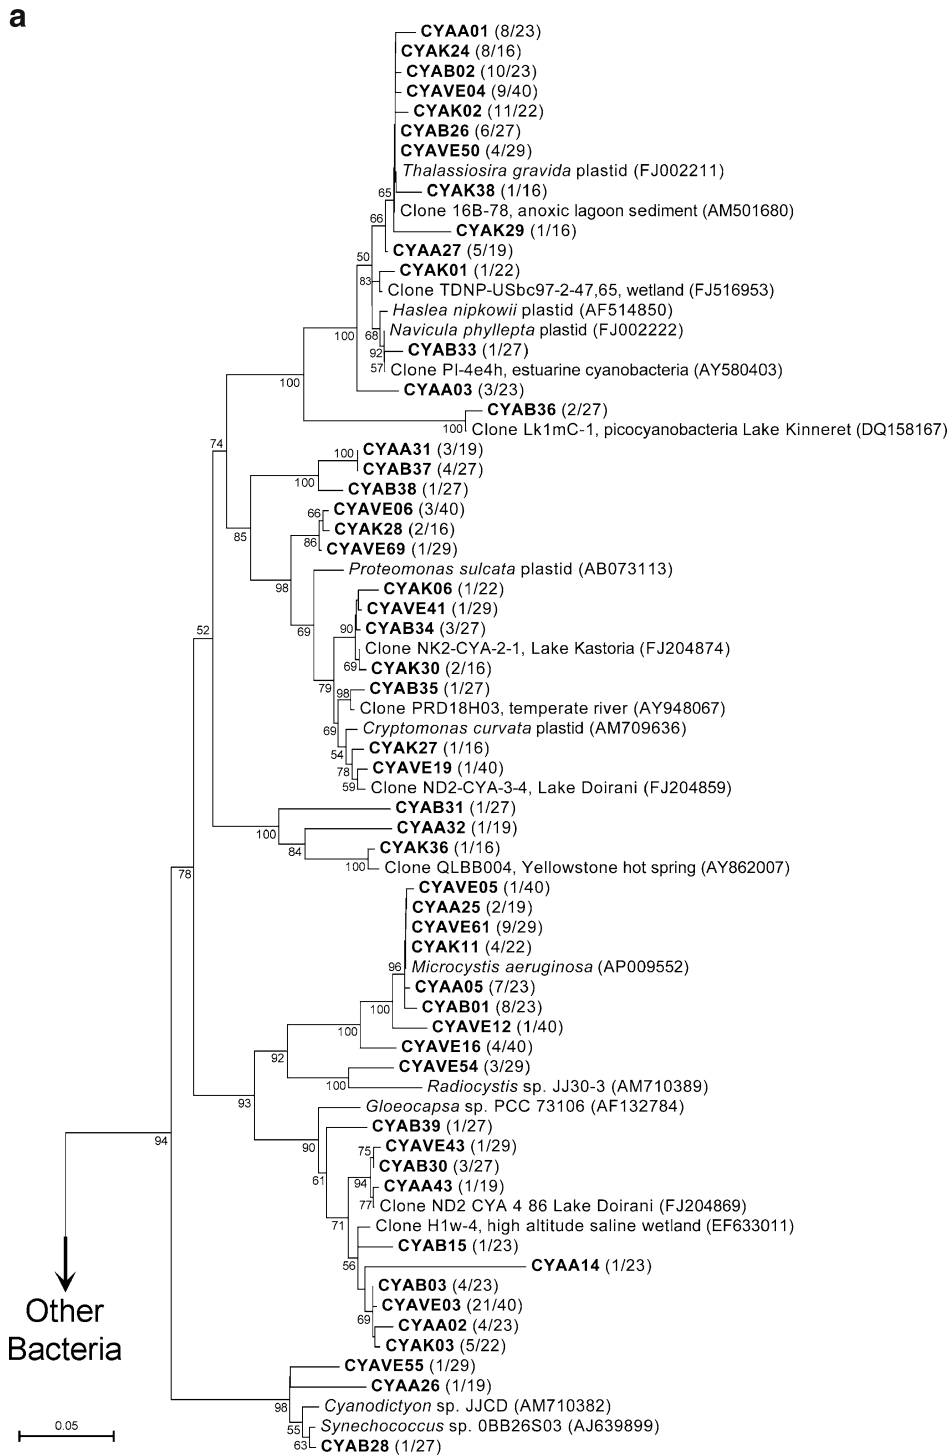 a
CYAA01 (8/23)
CYAK24 (8/16)
CYAB02 (10/23)
CYAVE04 (9/40)
CYAK02 (11/22)
CYAB26 (6/27)
CYAVE50 (4/29)
Thalassiosira gravida plastid (FJ002211)
65 CYAK38 (1/16)
Clone 16B-78, anoxic lagoon sediment (AM501680)
66 CYAK29 (1/16)
CYAA27 (5/19)
50 CYAK01 (1/22)
83 Clone TDNP-USbc97-2-47,65, wetland (FJ516953)
Haslea nipkowii plastid (AF514850)
100 68 Navicula phyllepta plastid (FJ002222)
92 CYAB33 (1/27)
57 Clone PI-4e4h, estuarine cyanobacteria (AY580403)
100 CYAA03 (3/23)
CYAB36 (2/27)
100 Clone Lk1mC-1, picocyanobacteria Lake Kinneret (DQ158167)
74 100 CYAA31 (3/19)
CYAB37 (4/27)
100 CYAB38 (1/27)
66 CYAVE06 (3/40)
CYAK28 (2/16)
85 86 CYAVE69 (1/29)
Proteomonas sulcata plastid (AB073113)
98 CYAK06 (1/22)
CYAVE41 (1/29)
52 69 90 CYAB34 (3/27)
Clone NK2-CYA-2-1, Lake Kastoria (FJ204874)
69 CYAK30 (2/16)
79 98 CYAB35 (1/27)
Clone PRD18H03, temperate river (AY948067)
69 Cryptomonas curvata plastid (AM709636)
54 CYAK27 (1/16)
78 CYAVE19 (1/40)
59 Clone ND2-CYA-3-4, Lake Doirani (FJ204859)
CYAB31 (1/27)
100 CYAA32 (1/19)
84 CYAK36 (1/16)
78 100 Clone QLBB004, Yellowstone hot spring (AY862007)
CYAVE05 (1/40)
CYAA25 (2/19)
CYAVE61 (9/29)
CYAK11 (4/22)
96 Microcystis aeruginosa (AP009552)
CYAA05 (7/23)
100 CYAB01 (8/23)
100 CYAVE12 (1/40)
CYAVE16 (4/40)
92 CYAVE54 (3/29)
100 Radiocystis sp. JJ30-3 (AM710389)
93 Gloeocapsa sp. PCC 73106 (AF132784)
CYAB39 (1/27)
94 90 75 CYAVE43 (1/29)
CYAB30 (3/27)
61 94 CYAA43 (1/19)
77 Clone ND2 CYA 4 86 Lake Doirani (FJ204869)
71 Clone H1w-4, high altitude saline wetland (EF633011)
CYAB15 (1/23)
56 CYAA14 (1/23)
CYAB03 (4/23)
CYAVE03 (21/40)
69 CYAA02 (4/23)
CYAK03 (5/22)
CYAVE55 (1/29)
CYAA26 (1/19)
98 Cyanodictyon sp. JJCD (AM710382)
55 Synechococcus sp. 0BB26S03 (AJ639899)
63 CYAB28 (1/27)
Other
Bacteria
0.05